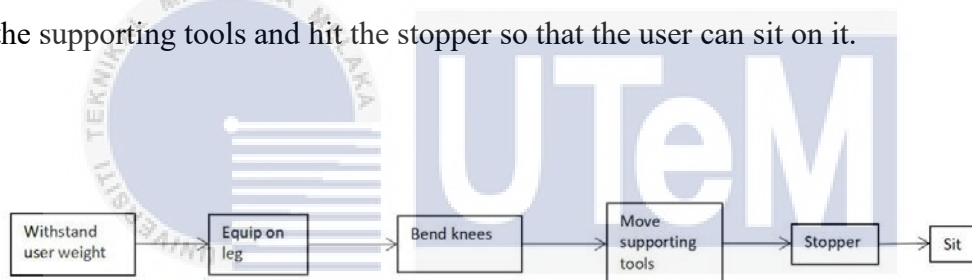 the supporting tools and hit the stopper so that the user can sit on it.
UTeM
Withstand
user weight
Equip on
leg
Bend knees
Move
supporting
tools
Stopper
Sit